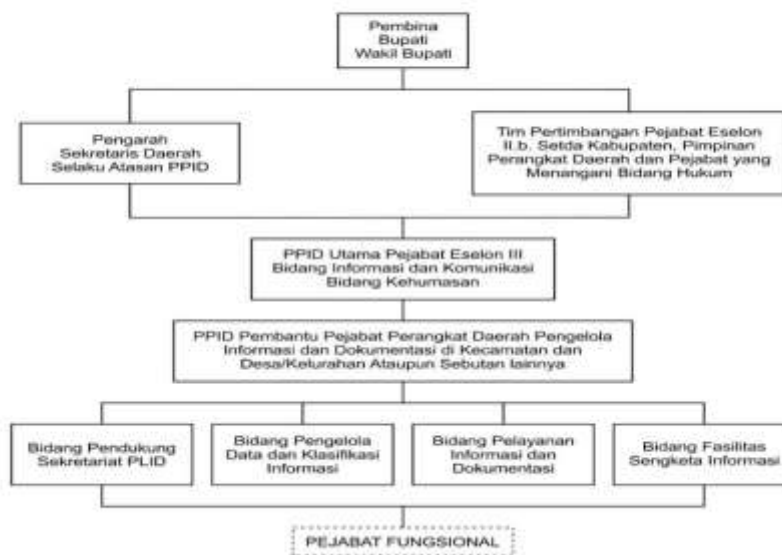 Pembina
Bupati
Wakil Bupati
Pengarah
Sekretaris Daerah
Selaku Atasan PPID
Tim Pertimbangan Pejabat Eselon
II.b. Setda Kabupaten, Pimpinan
Perangkat Daerah dan Pejabat yang
Menangani Bidang Hukum
PPID Utama Pejabat Eselon III
Bidang Informasi dan Komunikasi
Bidang Kehumasan
PPID Pembantu Pejabat Perangkat Daerah Pengelola
Informasi dan Dokumentasi di Kecamatan dan
Desa/Kelurahan Ataupun Sebutan lainnya
Bidang Pendukung
Sekretariat PLID
Bidang Pengelola
Data dan Klasifikasi
Informasi
Bidang Pelayanan
Informasi dan
Dokumentasi
Bidang Fasilitas
Sengketa Informasi
PEJABAT FUNGSIONAL